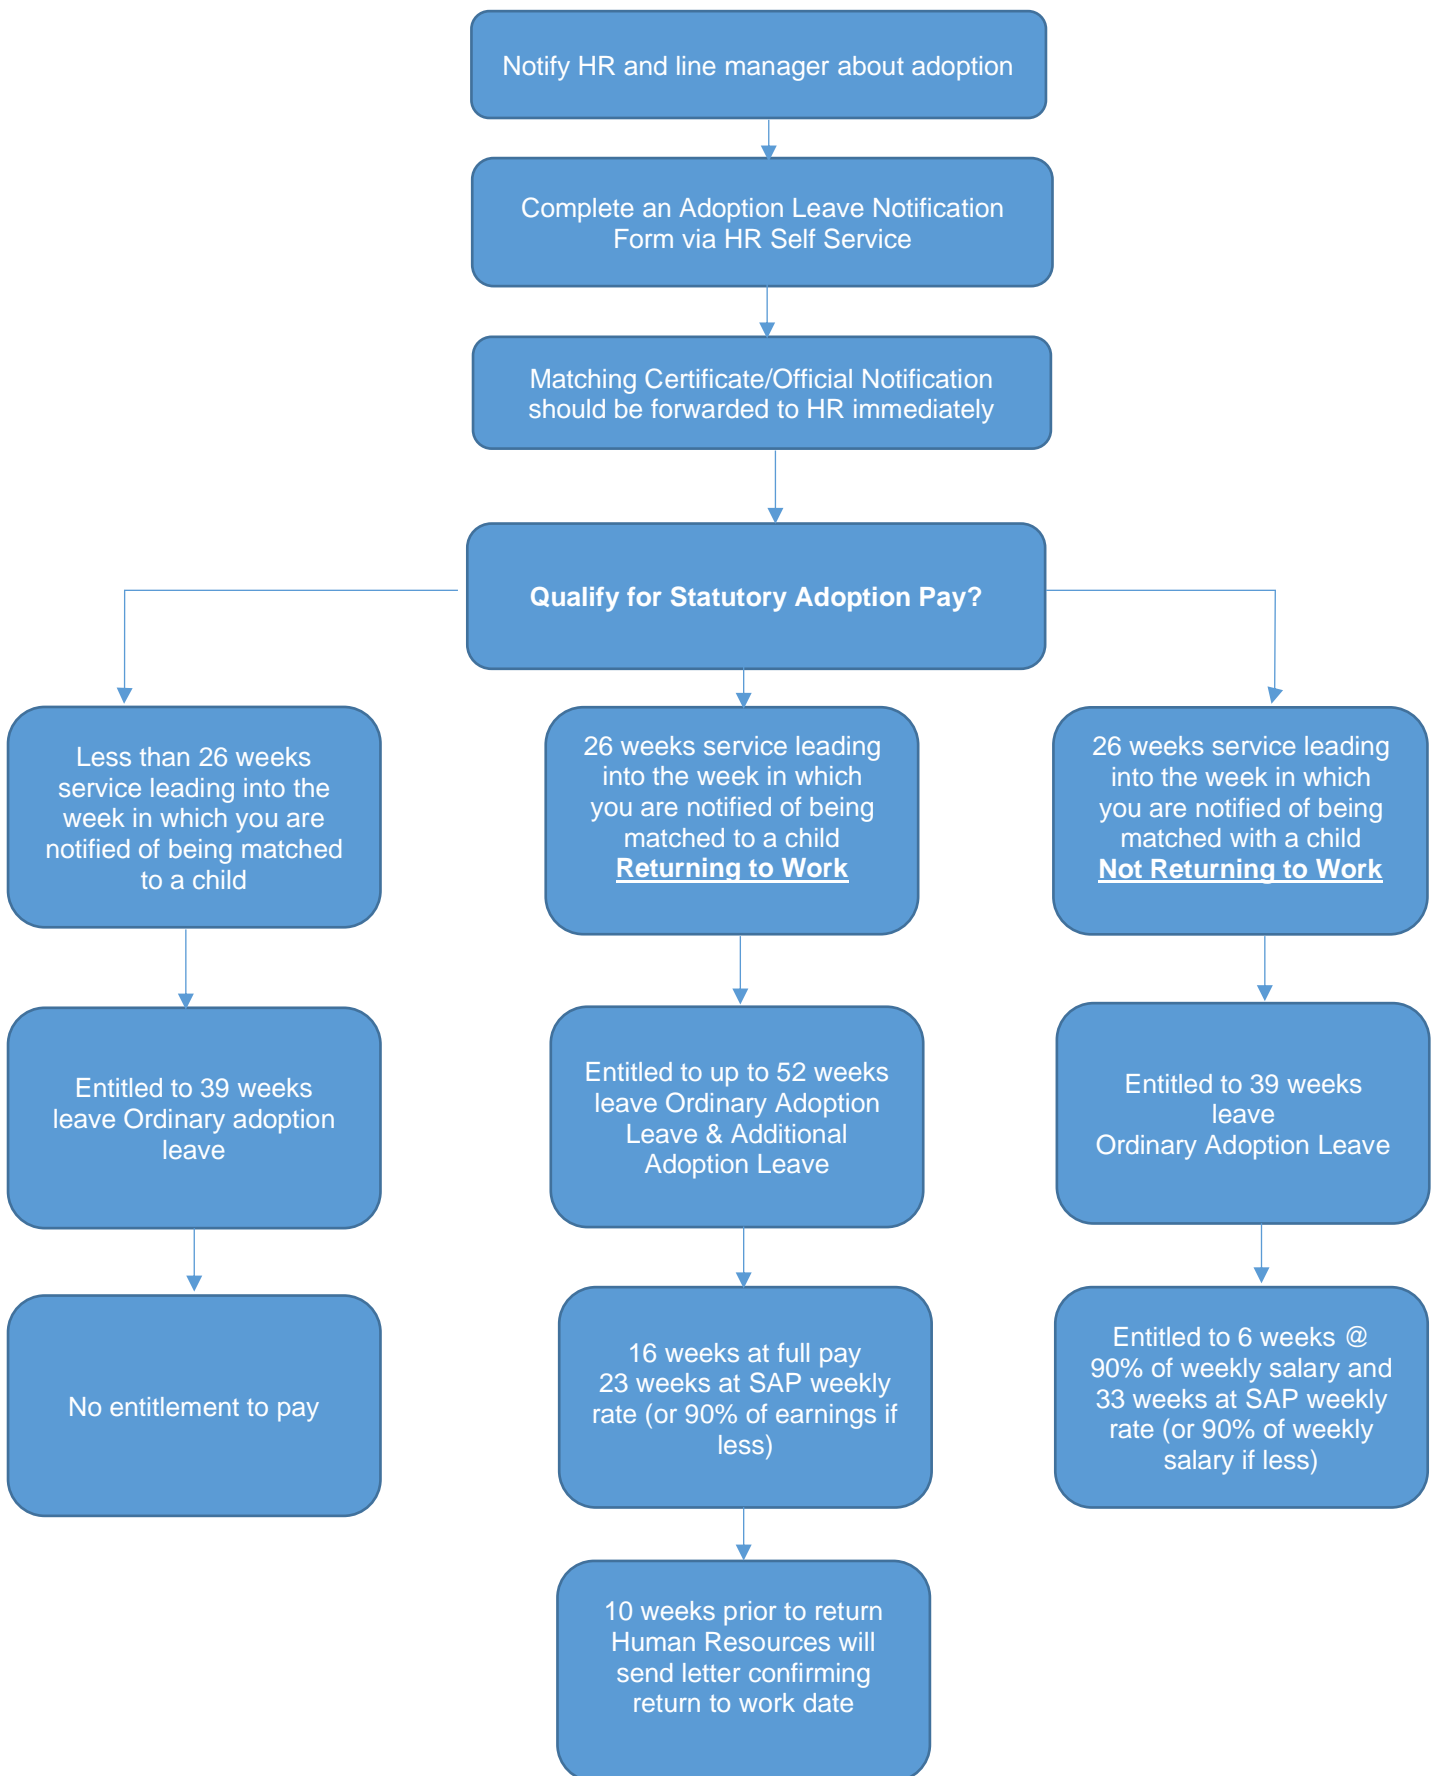 Notify HR and line manager about adoption
Complete an Adoption Leave Notification
Form via HR Self Service
Matching Certificate/Official Notification
should be forwarded to HR immediately
Qualify for Statutory Adoption Pay?
Less than 26 weeks
service leading into the
week in which you are
notified of being matched
to a child
26 weeks service leading
into the week in which
you are notified of being
matched to a child
Returning to Work
26 weeks service leading
into the week in which
you are notified of being
matched with a child
Not Returning to Work
Entitled to 39 weeks
leave Ordinary adoption
leave
Entitled to up to 52 weeks
leave Ordinary Adoption
Leave & Additional
Adoption Leave
Entitled to 39 weeks
leave
Ordinary Adoption Leave
No entitlement to pay
16 weeks at full pay
23 weeks at SAP weekly
rate (or 90% of earnings if
less)
Entitled to 6 weeks @
90% of weekly salary and
33 weeks at SAP weekly
rate (or 90% of weekly
salary if less)
10 weeks prior to return
Human Resources will
send letter confirming
return to work date